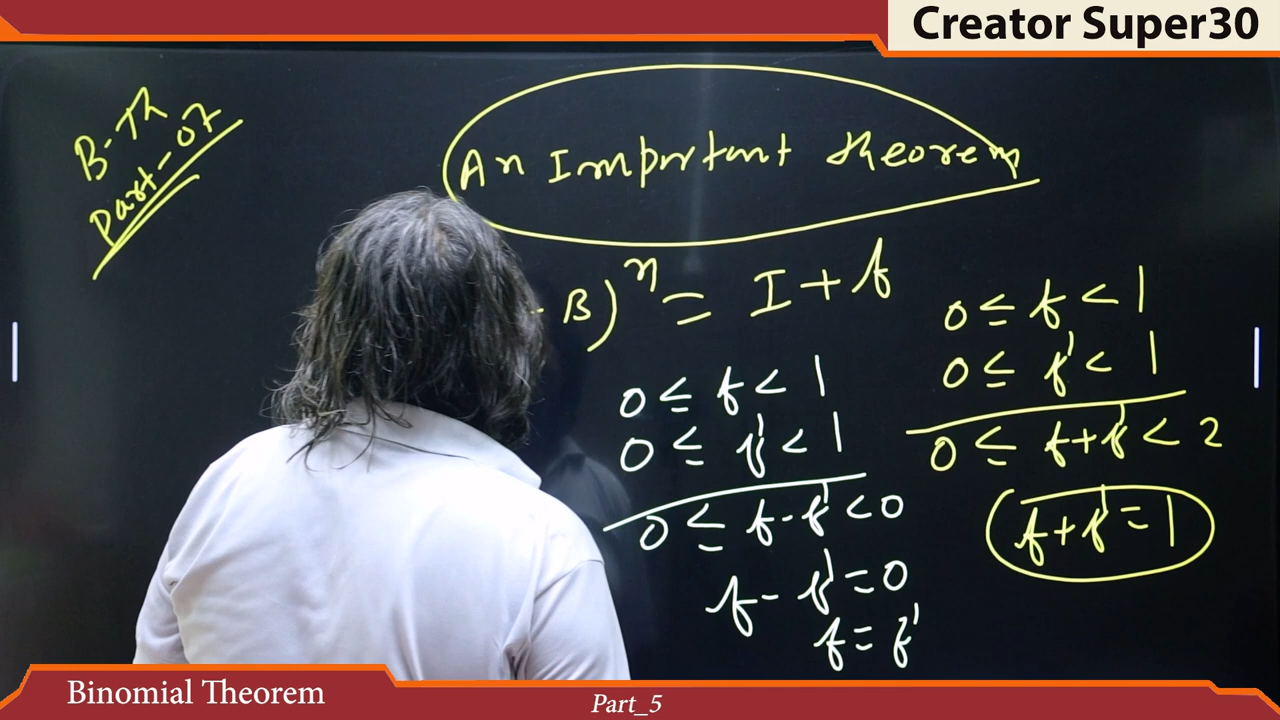 Creator Super30
B-Th
Part-07
An Important theorem
- B)ⁿ = I + f
0 ≤ f < 1
0 ≤ f' < 1
0 ≤ f - f' < 0
f - f' = 0
f = f'
0 ≤ f < 1
0 ≤ f' < 1
0 ≤ f + f' < 2
f + f' = 1
Binomial Theorem
Part_5